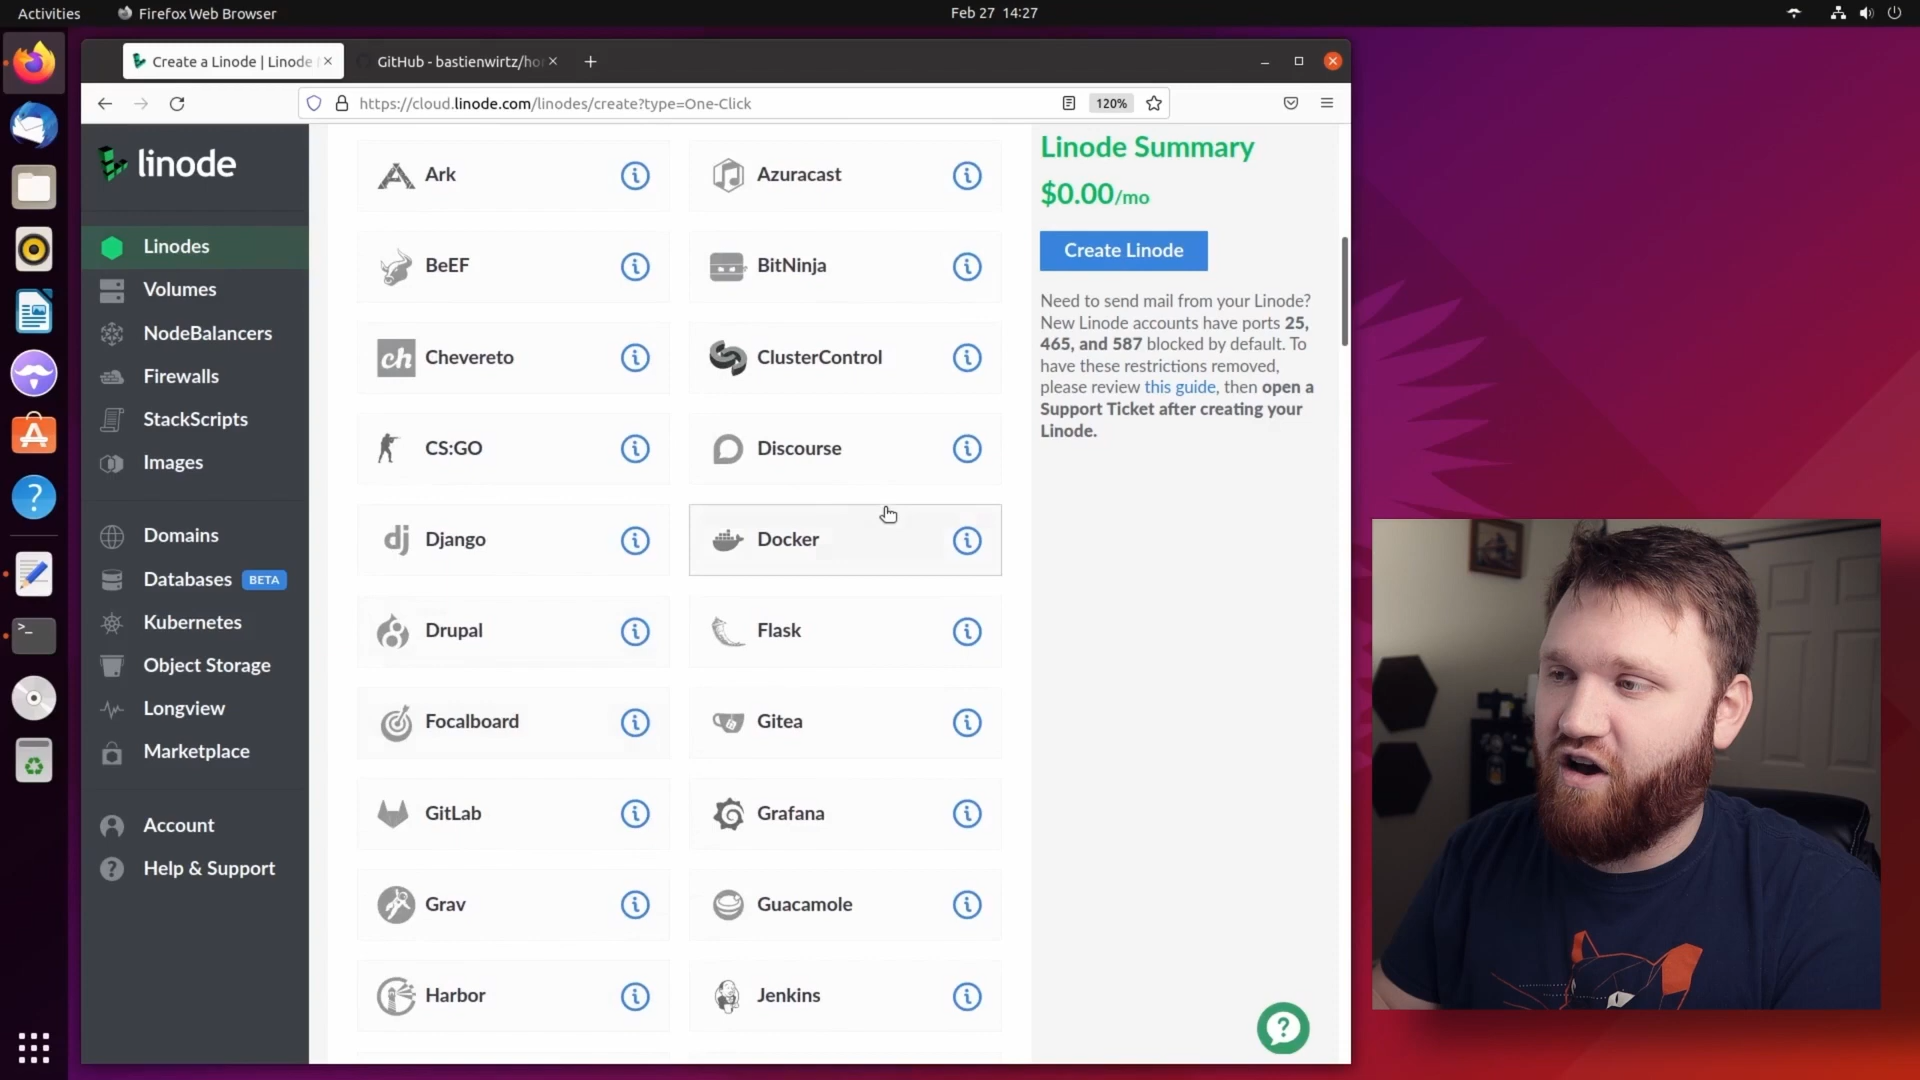 Activities
Firefox Web Browser
Feb 27 14:27
Create a Linode | Linode
GitHub - bastienwirtz/ho
https://cloud.linode.com/linodes/create?type=One-Click
120%
linode
Linodes
Volumes
NodeBalancers
Firewalls
StackScripts
Images
Domains
Databases BETA
Kubernetes
Object Storage
Longview
Marketplace
Account
Help & Support
Ark
Azuracast
BeEF
BitNinja
ch
Chevereto
ClusterControl
CS:GO
Discourse
dj
Django
Docker
Drupal
Flask
Focalboard
Gitea
GitLab
Grafana
Grav
Guacamole
Harbor
Jenkins
Linode Summary
$0.00/mo
Create Linode
Need to send mail from your Linode?
New Linode accounts have ports 25,
465, and 587 blocked by default. To
have these restrictions removed,
please review this guide, then open a
Support Ticket after creating your
Linode.